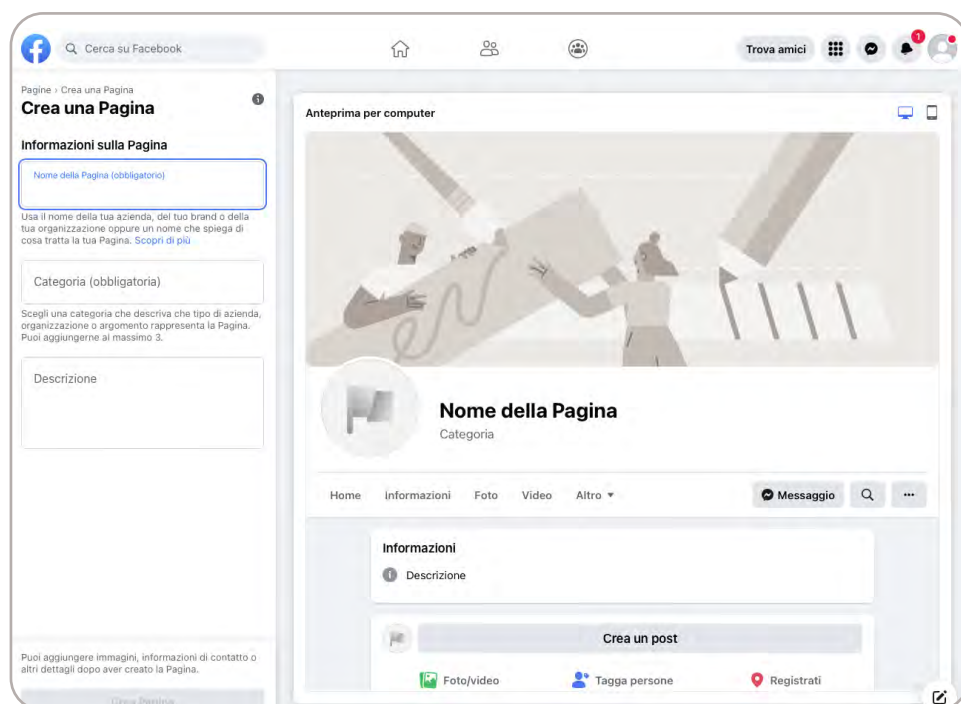 Cerca su Facebook
Trova amici
1
Pagine › Crea una Pagina
Crea una Pagina
Informazioni sulla Pagina
Nome della Pagina (obbligatorio)
Usa il nome della tua azienda, del tuo brand o della
tua organizzazione oppure un nome che spiega di
cosa tratta la tua Pagina. Scopri di più
Categoria (obbligatoria)
Scegli una categoria che descriva che tipo di azienda,
organizzazione o argomento rappresenta la Pagina.
Puoi aggiungerne al massimo 3.
Descrizione
Puoi aggiungere immagini, informazioni di contatto o
altri dettagli dopo aver creato la Pagina.
Crea Pagina
Anteprima per computer
Nome della Pagina
Categoria
Home Informazioni Foto Video Altro
Messaggio
Informazioni
Descrizione
Crea un post
Foto/video Tagga persone Registrati